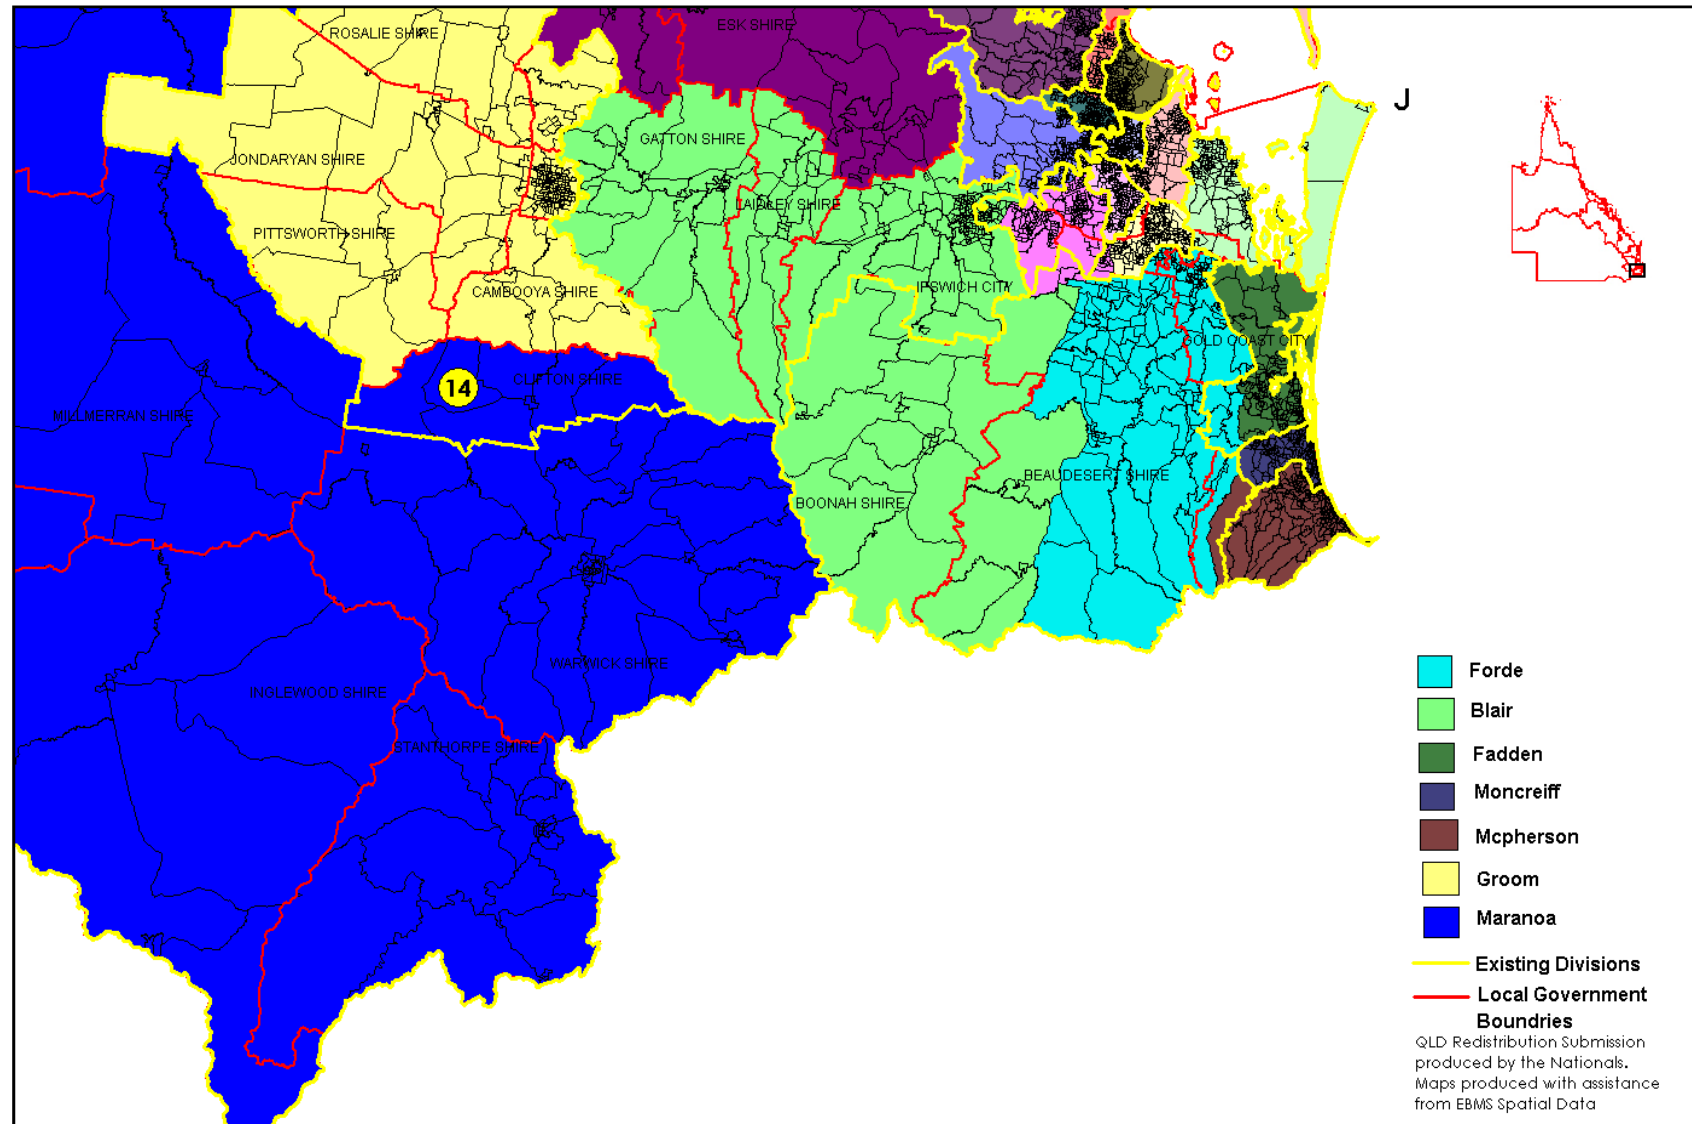 ROSALIE SHIRE
ESK SHIRE
J
GATTON SHIRE
JONDARYAN SHIRE
LAIDLEY SHIRE
PITTSWORTH SHIRE
CAMBOOYA SHIRE
IPSWICH CITY
GOLD COAST CITY
14
CLIFTON SHIRE
MILLMERRAN SHIRE
BEAUDESERT SHIRE
BOONAH SHIRE
WARWICK SHIRE
INGLEWOOD SHIRE
STANTHORPE SHIRE
Forde
Blair
Fadden
Moncreiff
Mcpherson
Groom
Maranoa
Existing Divisions
Local Government
Boundries
QLD Redistribution Submission
produced by the Nationals.
Maps produced with assistance
from EBMS Spatial Data